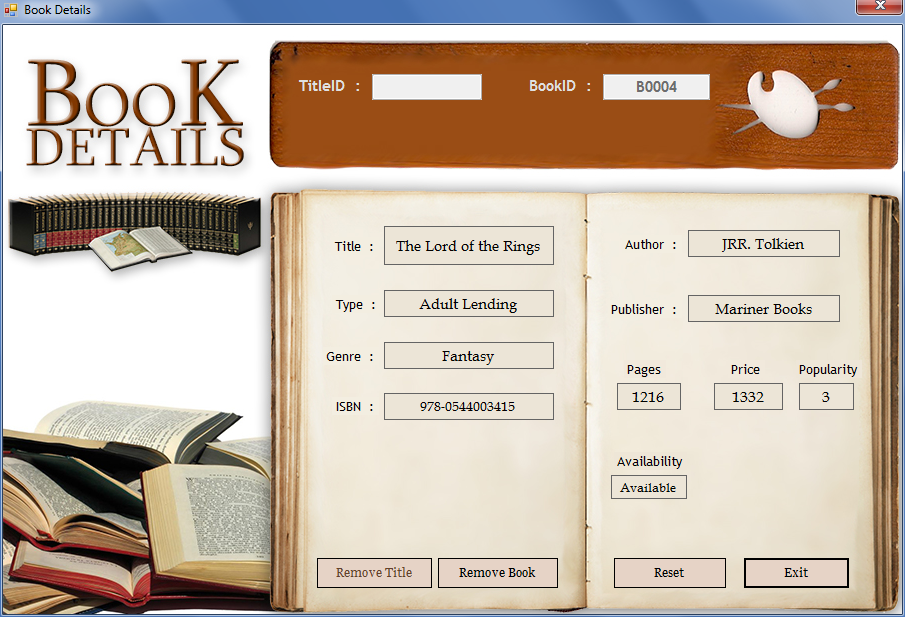 Book Details
BooK
DETAILS
TitleID :
BookID : B0004
Title : The Lord of the Rings
Type : Adult Lending
Genre : Fantasy
ISBN : 978-0544003415
Author : JRR. Tolkien
Publisher : Mariner Books
Pages Price Popularity
1216 1332 3
Availability
Available
Remove Title Remove Book Reset Exit